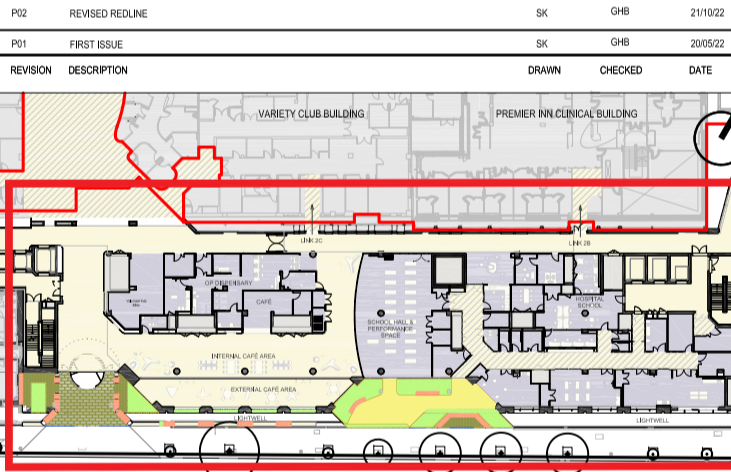 P02 REVISED REDLINE SK GHB 21/10/22
P01 FIRST ISSUE SK GHB 20/05/22
REVISION DESCRIPTION DRAWN CHECKED DATE
VARIETY CLUB BUILDING
PREMIER INN CLINICAL BUILDING
LINK 2C
LINK 2B
OP DISPENSARY
CAFÉ
HOSPITAL
SCHOOL
SCHOOL HALL &
PERFORMANCE
SPACE
INTERNAL CAFÉ AREA
EXTERNAL CAFÉ AREA
LIGHTWELL
LIGHTWELL